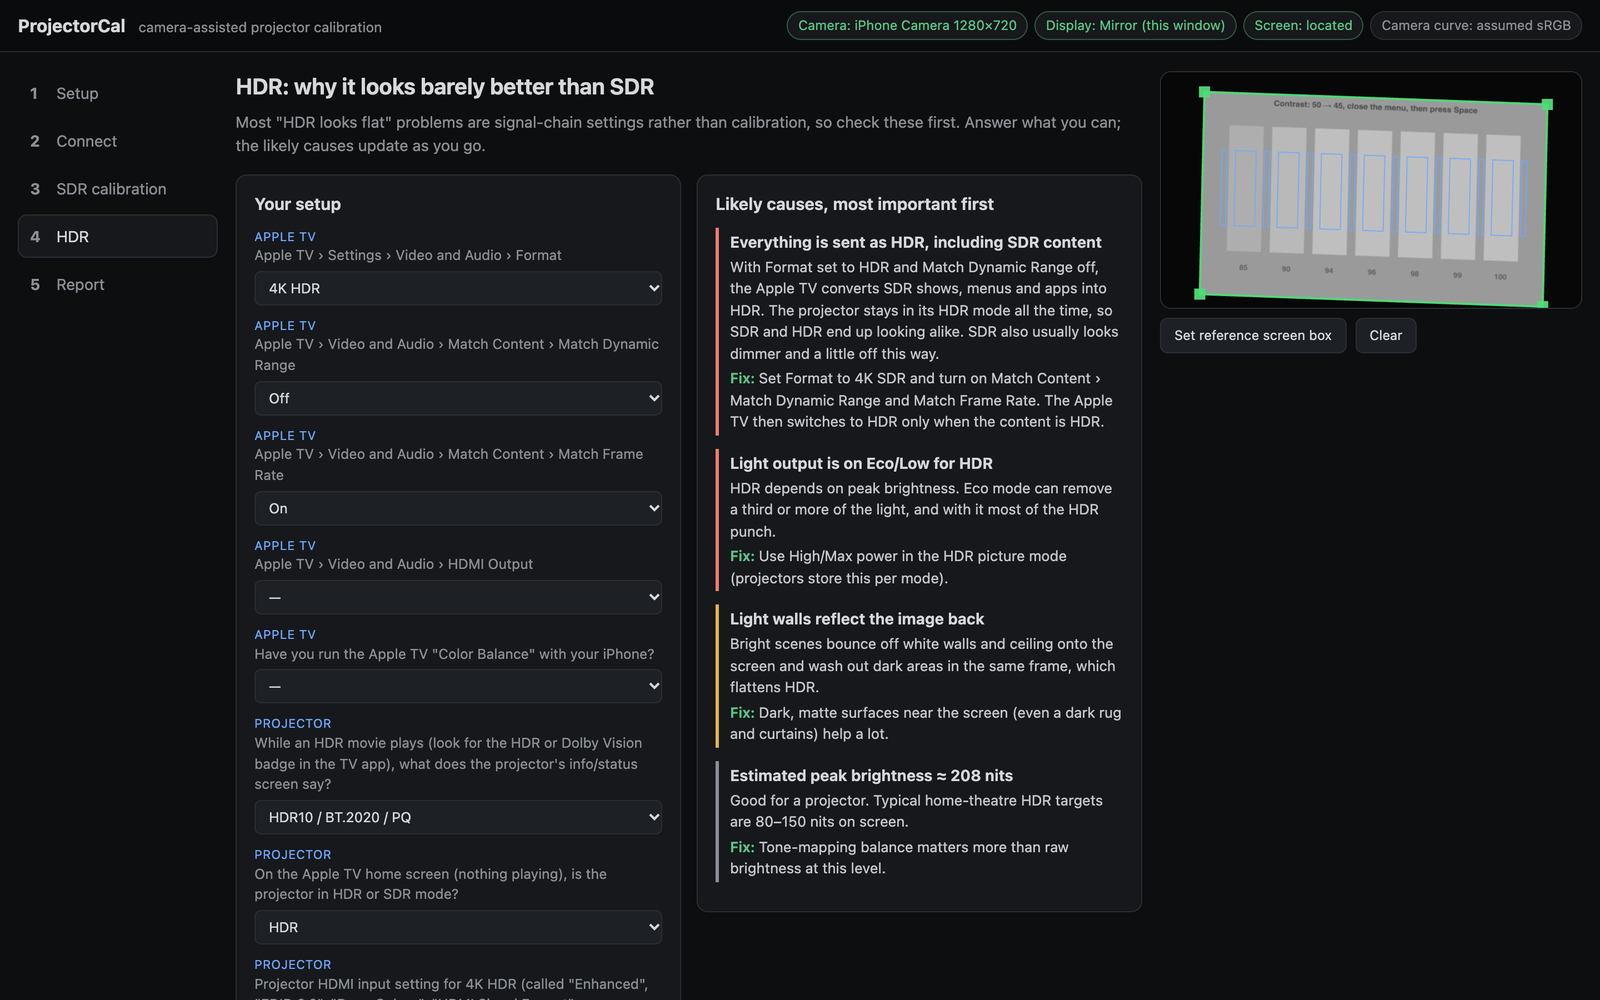 ProjectorCal camera-assisted projector calibration
Camera: iPhone Camera 1280×720
Display: Mirror (this window)
Screen: located
Camera curve: assumed sRGB
1 Setup
2 Connect
3 SDR calibration
4 HDR
5 Report
HDR: why it looks barely better than SDR
Most "HDR looks flat" problems are signal-chain settings rather than calibration, so check these first. Answer what you can;
the likely causes update as you go.
Your setup
APPLE TV
Apple TV › Settings › Video and Audio › Format
4K HDR
APPLE TV
Apple TV › Video and Audio › Match Content › Match Dynamic
Range
Off
APPLE TV
Apple TV › Video and Audio › Match Content › Match Frame
Rate
On
APPLE TV
Apple TV › Video and Audio › HDMI Output
—
APPLE TV
Have you run the Apple TV "Color Balance" with your iPhone?
—
PROJECTOR
While an HDR movie plays (look for the HDR or Dolby Vision
badge in the TV app), what does the projector's info/status
screen say?
HDR10 / BT.2020 / PQ
PROJECTOR
On the Apple TV home screen (nothing playing), is the
projector in HDR or SDR mode?
HDR
PROJECTOR
Projector HDMI input setting for 4K HDR (called "Enhanced",
Likely causes, most important first
Everything is sent as HDR, including SDR content
With Format set to HDR and Match Dynamic Range off,
the Apple TV converts SDR shows, menus and apps into
HDR. The projector stays in its HDR mode all the time, so
SDR and HDR end up looking alike. SDR also usually looks
dimmer and a little off this way.
Fix: Set Format to 4K SDR and turn on Match Content ›
Match Dynamic Range and Match Frame Rate. The Apple
TV then switches to HDR only when the content is HDR.
Light output is on Eco/Low for HDR
HDR depends on peak brightness. Eco mode can remove
a third or more of the light, and with it most of the HDR
punch.
Fix: Use High/Max power in the HDR picture mode
(projectors store this per mode).
Light walls reflect the image back
Bright scenes bounce off white walls and ceiling onto the
screen and wash out dark areas in the same frame, which
flattens HDR.
Fix: Dark, matte surfaces near the screen (even a dark rug
and curtains) help a lot.
Estimated peak brightness ≈ 208 nits
Good for a projector. Typical home-theatre HDR targets
are 80–150 nits on screen.
Fix: Tone-mapping balance matters more than raw
brightness at this level.
Contrast: 50 → 45, close the menu, then press Space
85 90 94 96 98 99 100
Set reference screen box
Clear